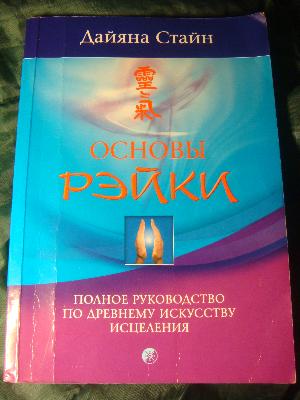 Дайяна Стайн
靈
氣
ОСНОВЫ
РЭЙКИ
ПОЛНОЕ РУКОВОДСТВО
ПО ДРЕВНЕМУ ИСКУССТВУ
ИСЦЕЛЕНИЯ